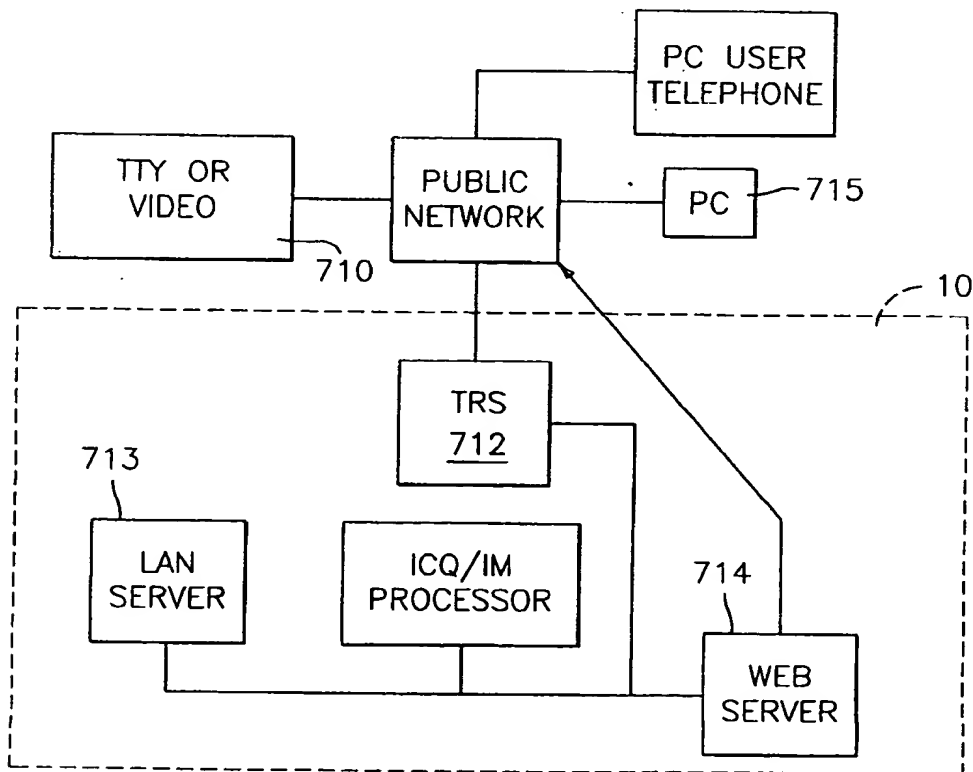 PC USER
TELEPHONE
TTY OR
VIDEO
710
PUBLIC
NETWORK
PC
715
10
TRS
712
713
LAN
SERVER
ICQ/IM
PROCESSOR
714
WEB
SERVER